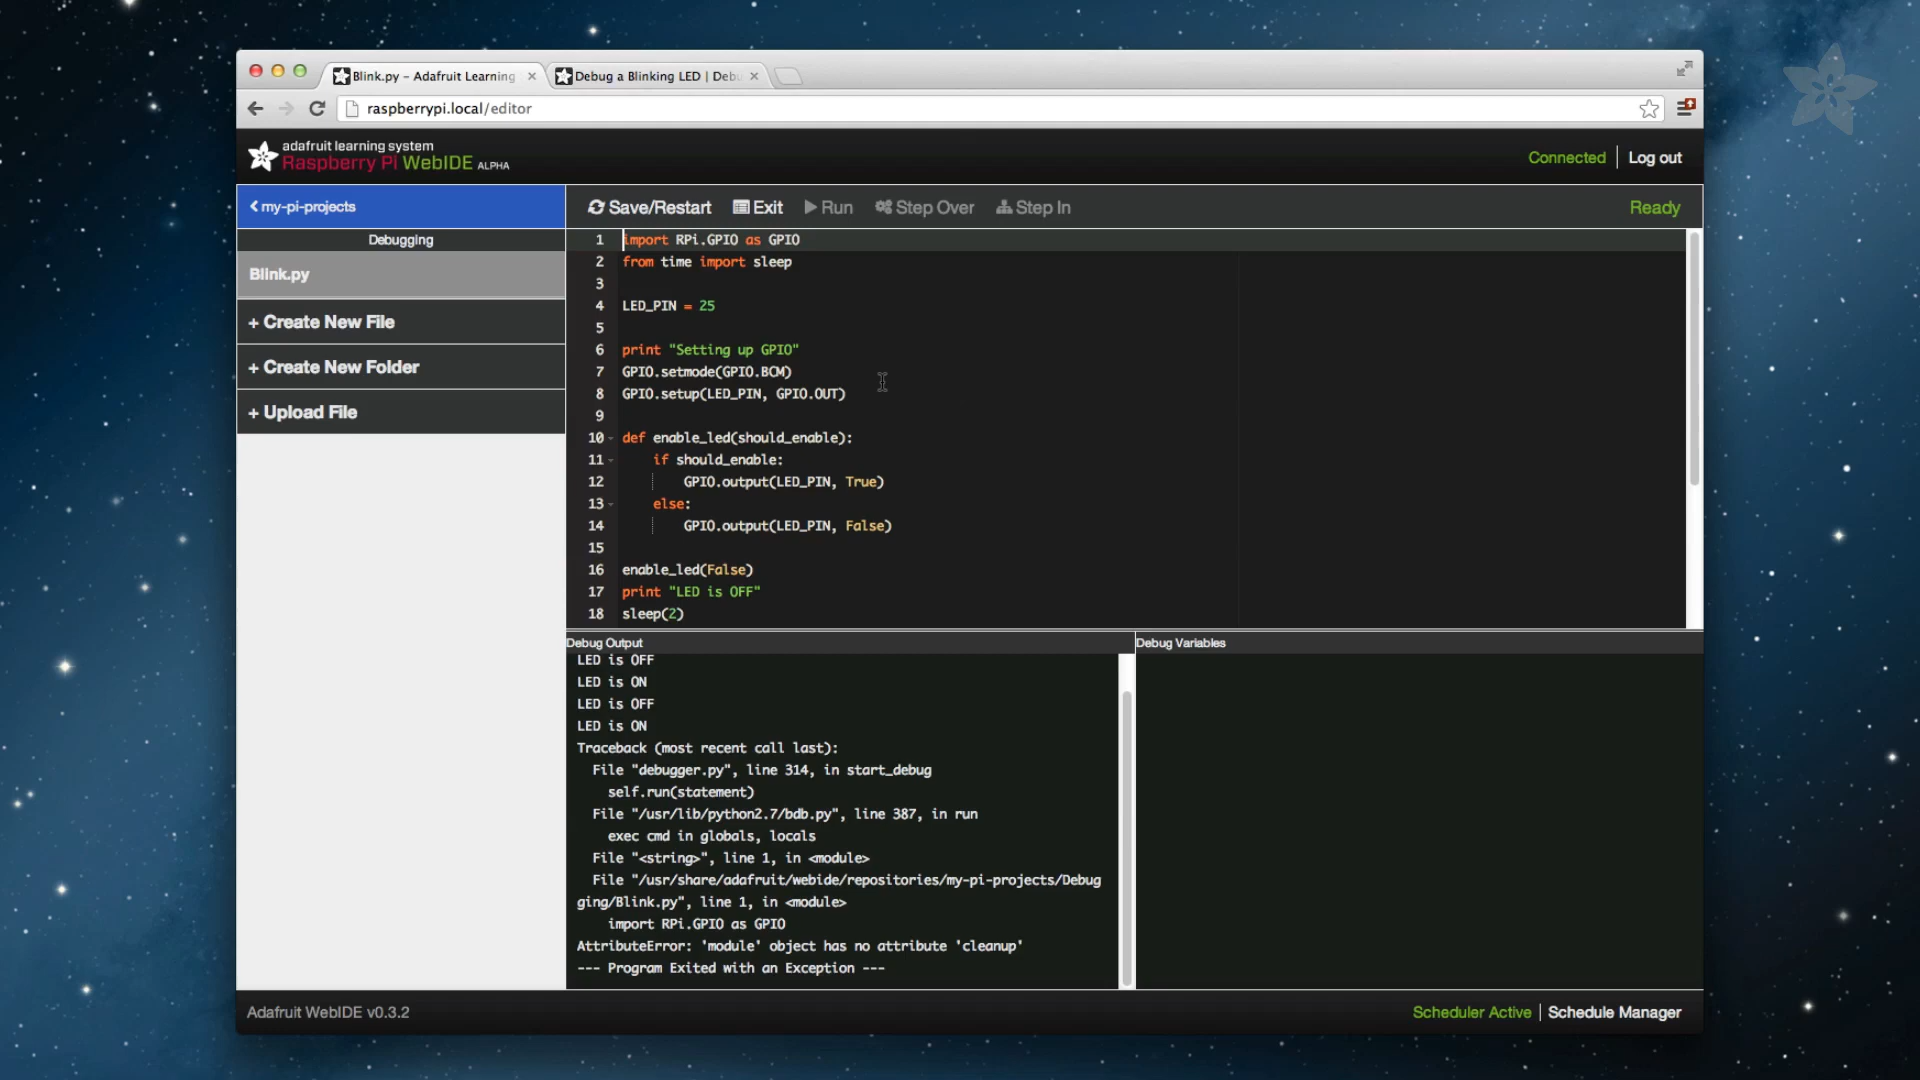 Blink.py – Adafruit Learning
Debug a Blinking LED | Debu
raspberrypi.local/editor
adafruit learning system
Raspberry Pi WebIDE ALPHA
Connected
Log out
my-pi-projects
Save/Restart
Exit
Run
Step Over
Step In
Ready
Debugging
Blink.py
+ Create New File
+ Create New Folder
+ Upload File
1 import RPi.GPIO as GPIO
2 from time import sleep
3
4 LED_PIN = 25
5
6 print "Setting up GPIO"
7 GPIO.setmode(GPIO.BCM)
8 GPIO.setup(LED_PIN, GPIO.OUT)
9
10 def enable_led(should_enable):
11 if should_enable:
12 GPIO.output(LED_PIN, True)
13 else:
14 GPIO.output(LED_PIN, False)
15
16 enable_led(False)
17 print "LED is OFF"
18 sleep(2)
Debug Output
LED is OFF
LED is ON
LED is OFF
LED is ON
Traceback (most recent call last):
File "debugger.py", line 314, in start_debug
self.run(statement)
File "/usr/lib/python2.7/bdb.py", line 387, in run
exec cmd in globals, locals
File "<string>", line 1, in <module>
File "/usr/share/adafruit/webide/repositories/my-pi-projects/Debug
ging/Blink.py", line 1, in <module>
import RPi.GPIO as GPIO
AttributeError: 'module' object has no attribute 'cleanup'
--- Program Exited with an Exception ---
Debug Variables
Adafruit WebIDE v0.3.2
Scheduler Active
Schedule Manager